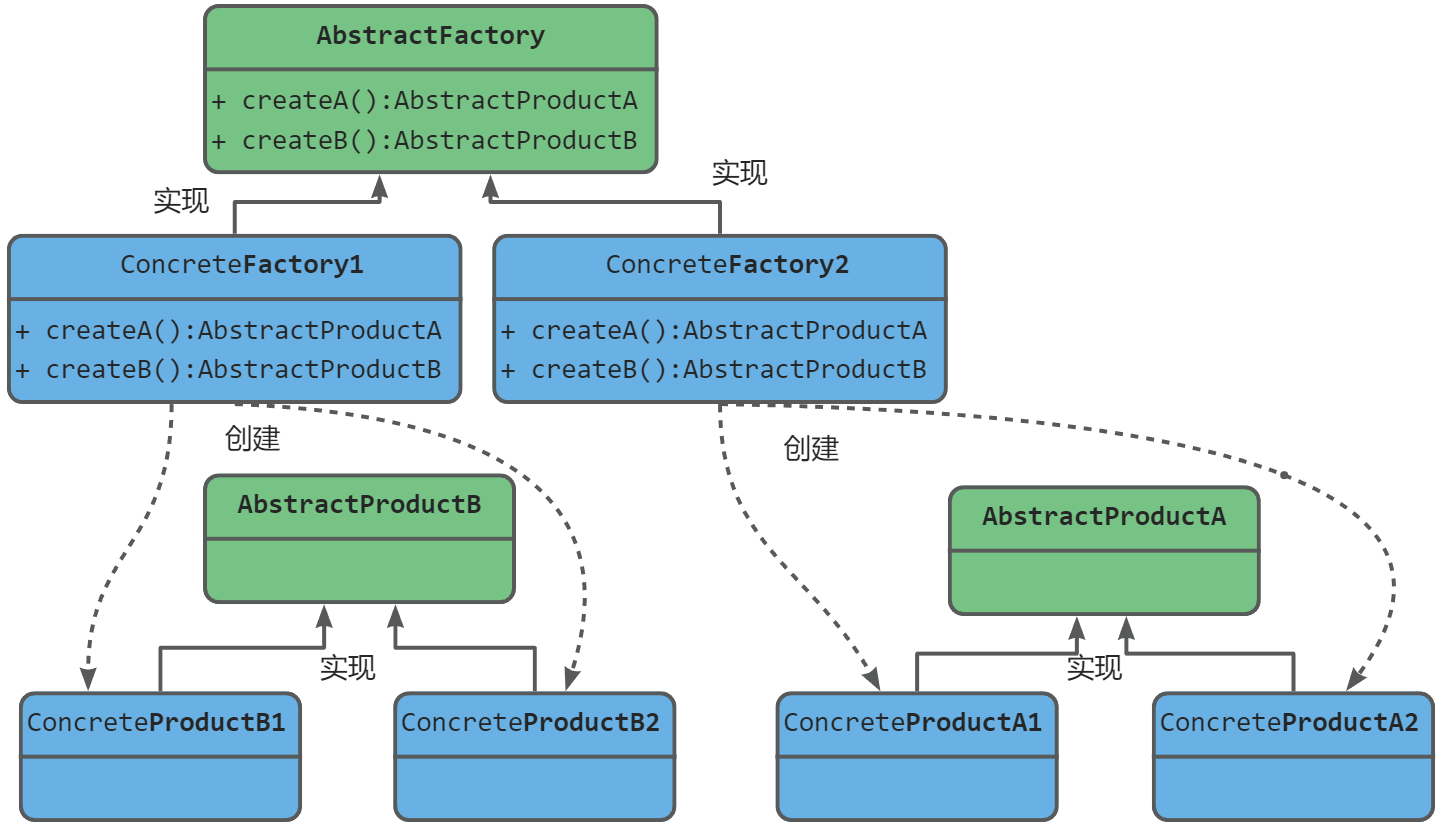 AbstractFactory
+ createA():AbstractProductA
+ createB():AbstractProductB
实现
实现
ConcreteFactory1
+ createA():AbstractProductA
+ createB():AbstractProductB
ConcreteFactory2
+ createA():AbstractProductA
+ createB():AbstractProductB
创建
创建
AbstractProductB
AbstractProductA
实现
实现
ConcreteProductB1
ConcreteProductB2
ConcreteProductA1
ConcreteProductA2